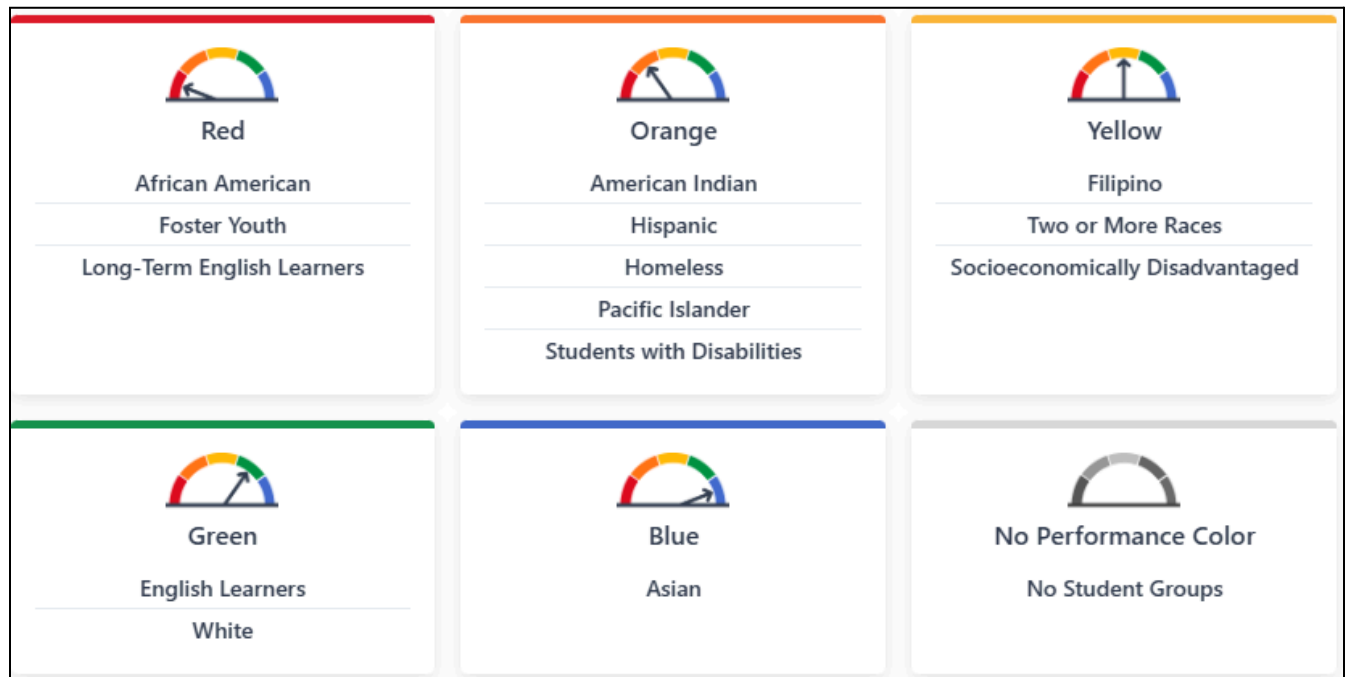 Red
African American
Foster Youth
Long-Term English Learners
Orange
American Indian
Hispanic
Homeless
Pacific Islander
Students with Disabilities
Yellow
Filipino
Two or More Races
Socioeconomically Disadvantaged
Green
English Learners
White
Blue
Asian
No Performance Color
No Student Groups